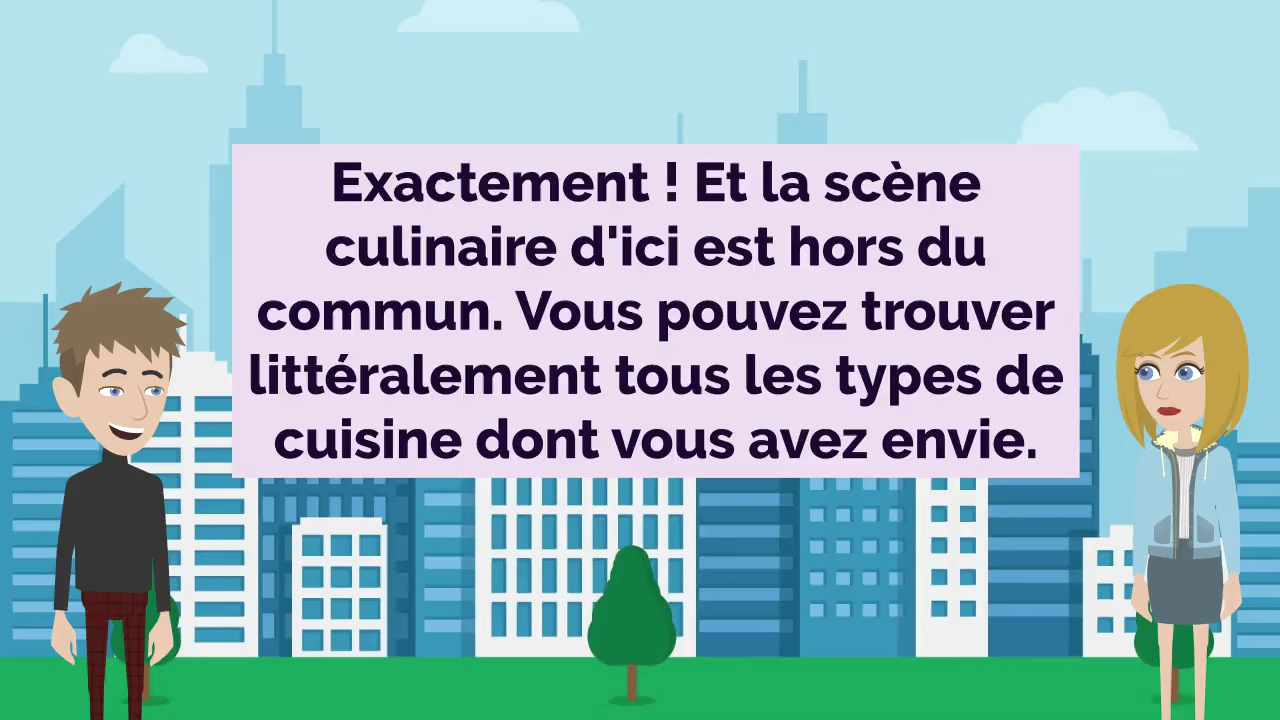 Exactement ! Et la scène
culinaire d'ici est hors du
commun. Vous pouvez trouver
littéralement tous les types de
cuisine dont vous avez envie.